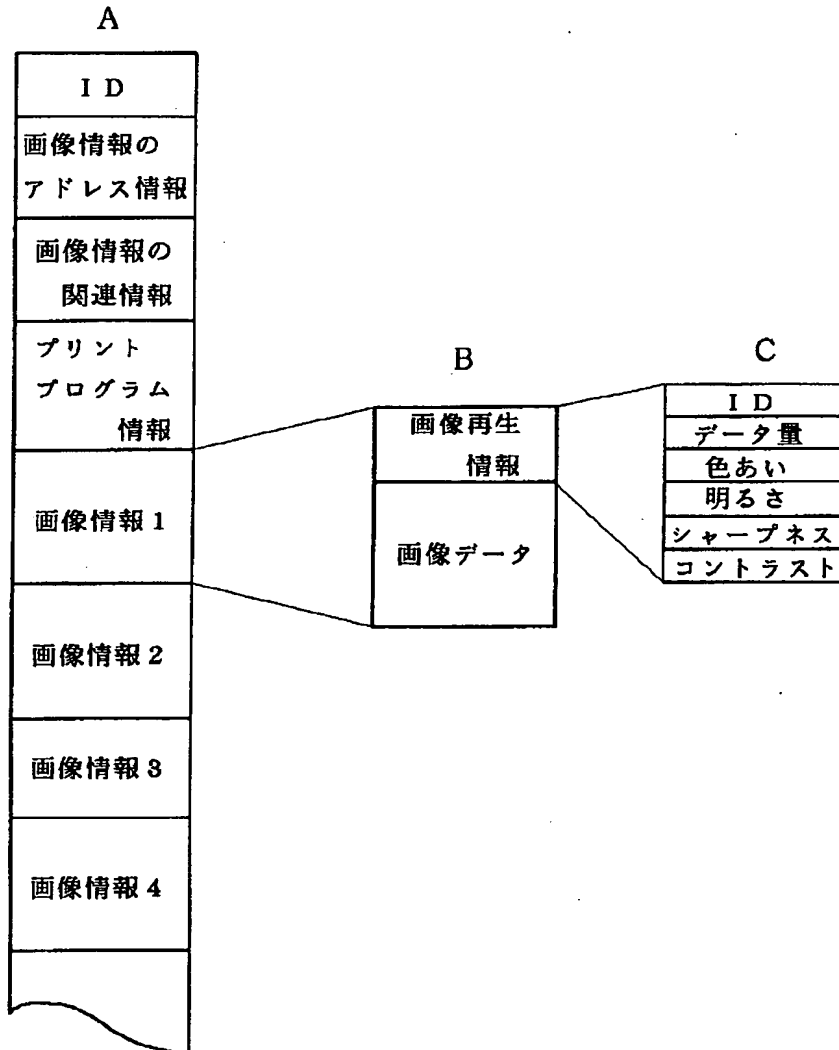 A
I D
画像情報の
アドレス情報
画像情報の
関連情報
プリント
プログラム
情報
画像情報1
画像情報2
画像情報3
画像情報4
B
画像再生
情報
画像データ
C
I D
データ量
色あい
明るさ
シャープネス
コントラスト